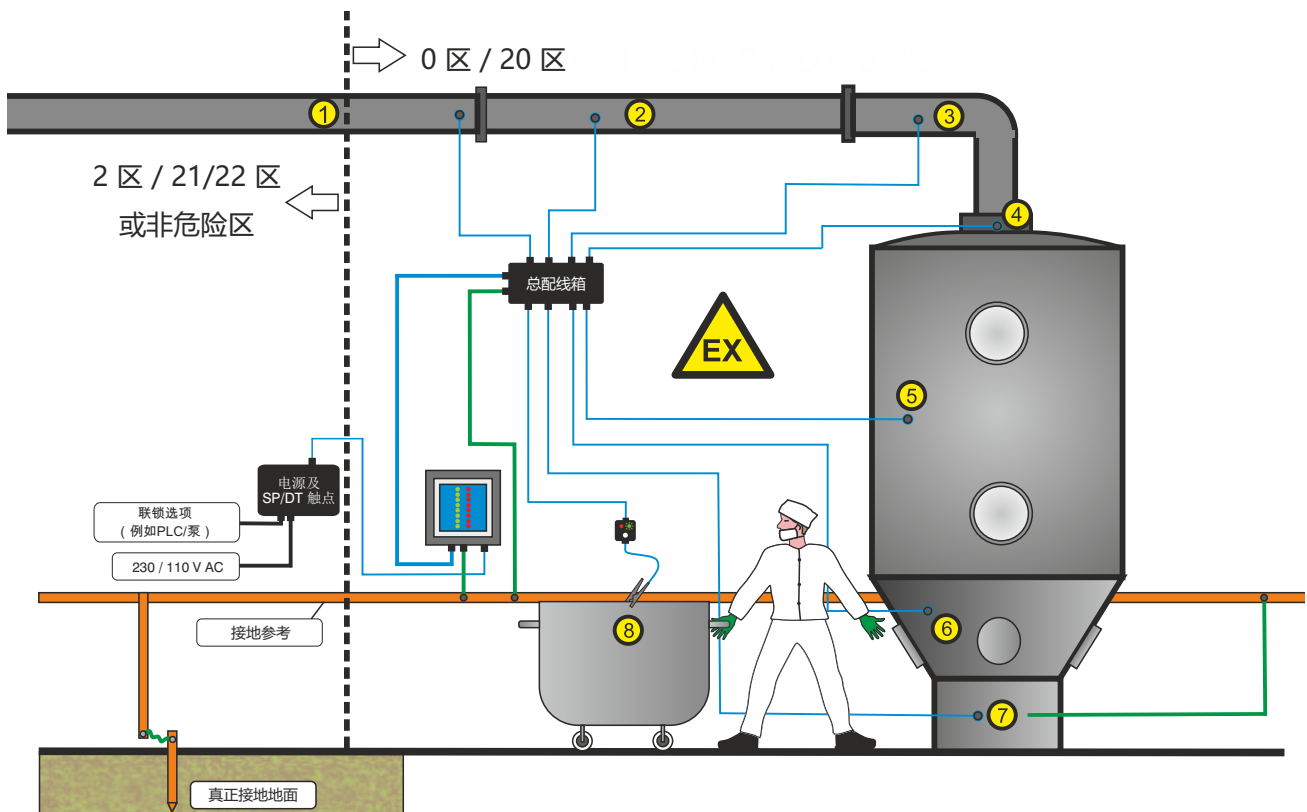 0 区 / 20 区
1
2
3
2 区 / 21/22 区
或非危险区
4
总配线箱
EX
5
电源及
SP/DT 触点
联锁选项
( 例如PLC/泵 )
230 / 110 V AC
接地参考
8
6
7
真正接地地面